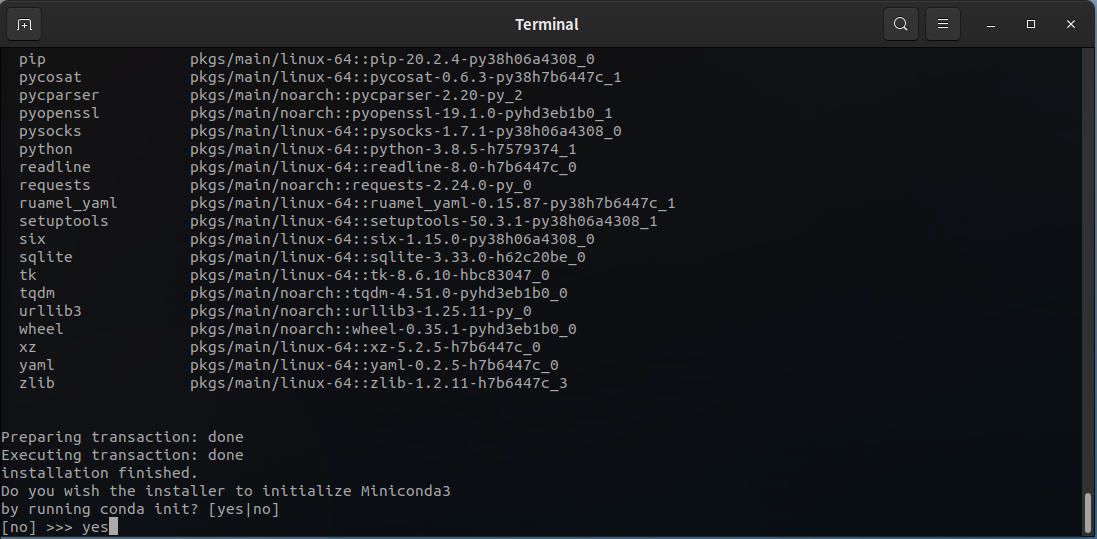 Terminal
pip pkgs/main/linux-64::pip-20.2.4-py38h06a4308_0
pycosat pkgs/main/linux-64::pycosat-0.6.3-py38h7b6447c_1
pycparser pkgs/main/noarch::pycparser-2.20-py_2
pyopenssl pkgs/main/noarch::pyopenssl-19.1.0-pyhd3eb1b0_1
pysocks pkgs/main/linux-64::pysocks-1.7.1-py38h06a4308_0
python pkgs/main/linux-64::python-3.8.5-h7579374_1
readline pkgs/main/linux-64::readline-8.0-h7b6447c_0
requests pkgs/main/noarch::requests-2.24.0-py_0
ruamel_yaml pkgs/main/linux-64::ruamel_yaml-0.15.87-py38h7b6447c_1
setuptools pkgs/main/linux-64::setuptools-50.3.1-py38h06a4308_1
six pkgs/main/linux-64::six-1.15.0-py38h06a4308_0
sqlite pkgs/main/linux-64::sqlite-3.33.0-h62c20be_0
tk pkgs/main/linux-64::tk-8.6.10-hbc83047_0
tqdm pkgs/main/noarch::tqdm-4.51.0-pyhd3eb1b0_0
urllib3 pkgs/main/noarch::urllib3-1.25.11-py_0
wheel pkgs/main/noarch::wheel-0.35.1-pyhd3eb1b0_0
xz pkgs/main/linux-64::xz-5.2.5-h7b6447c_0
yaml pkgs/main/linux-64::yaml-0.2.5-h7b6447c_0
zlib pkgs/main/linux-64::zlib-1.2.11-h7b6447c_3
Preparing transaction: done
Executing transaction: done
installation finished.
Do you wish the installer to initialize Miniconda3
by running conda init? [yes|no]
[no] >>> yes